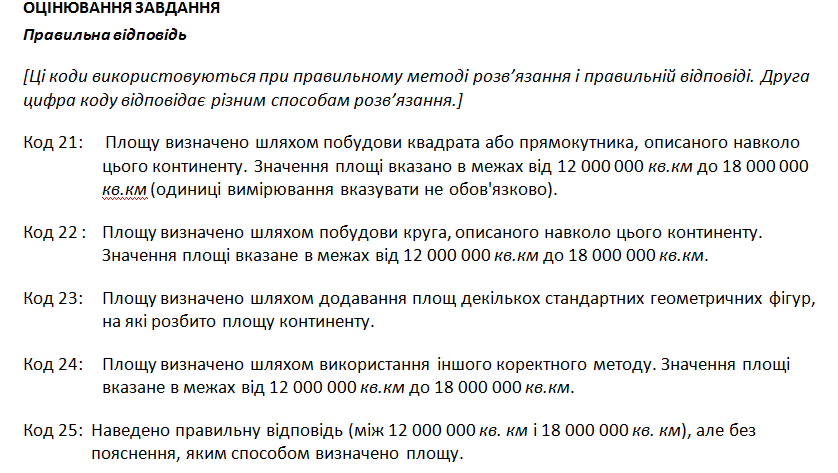 ОЦІНЮВАННЯ ЗАВДАННЯ
Правильна відповідь
[Ці коди використовуються при правильному методі розв’язання і правильній відповіді. Друга
цифра коду відповідає різним способам розв’язання.]
Код 21: Площу визначено шляхом побудови квадрата або прямокутника, описаного навколо
цього континенту. Значення площі вказано в межах від 12 000 000 кв.км до 18 000 000
кв.км (одиниці вимірювання вказувати не обов'язково).
Код 22 : Площу визначено шляхом побудови круга, описаного навколо цього континенту.
Значення площі вказане в межах від 12 000 000 кв.км до 18 000 000 кв.км.
Код 23: Площу визначено шляхом додавання площ декількох стандартних геометричних фігур,
на які розбито площу континенту.
Код 24: Площу визначено шляхом використання іншого коректного методу. Значення площі
вказане в межах від 12 000 000 кв.км до 18 000 000 кв.км.
Код 25: Наведено правильну відповідь (між 12 000 000 кв. км і 18 000 000 кв. км), але без
пояснення, яким способом визначено площу.